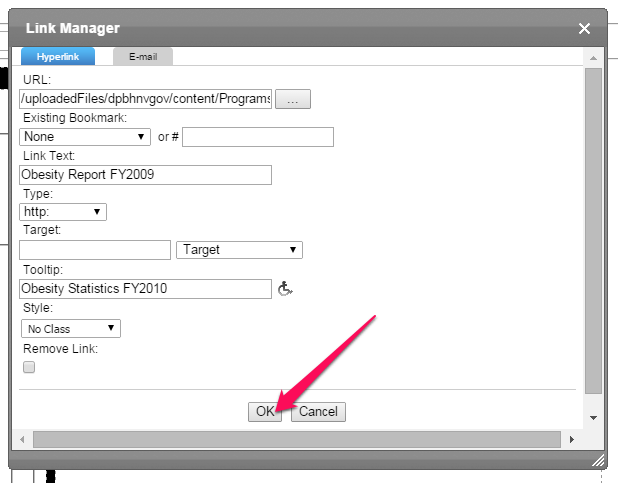 Link Manager
Hyperlink E-mail
URL:
/uploadedFiles/dpbhnvgov/content/Programs ...
Existing Bookmark:
None or #
Link Text:
Obesity Report FY2009
Type:
http:
Target:
Target
Tooltip:
Obesity Statistics FY2010
Style:
No Class
Remove Link:
OK Cancel